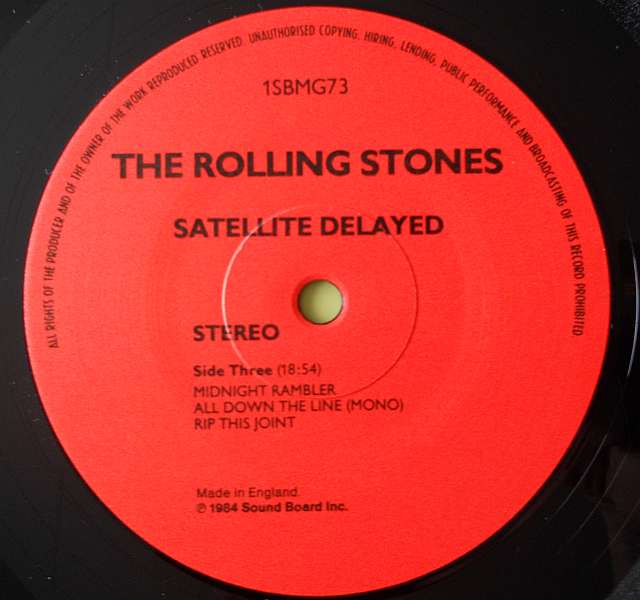 ALL RIGHTS OF THE PRODUCER AND OF THE OWNER OF THE WORK REPRODUCED RESERVED. UNAUTHORISED COPYING, HIRING, LENDING, PUBLIC PERFORMANCE AND BROADCASTING OF THIS RECORD PROHIBITED
1SBMG73
THE ROLLING STONES
SATELLITE DELAYED
STEREO
Side Three (18:54)
MIDNIGHT RAMBLER
ALL DOWN THE LINE (MONO)
RIP THIS JOINT
Made in England.
℗ 1984 Sound Board Inc.